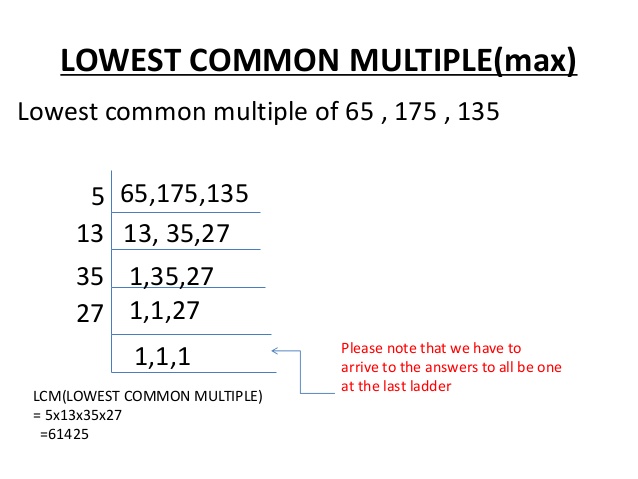 LOWEST COMMON MULTIPLE(max)
Lowest common multiple of 65 , 175 , 135
5 65,175,135
13 13, 35,27
35 1,35,27
27 1,1,27
1,1,1
Please note that we have to
arrive to the answers to all be one
at the last ladder
LCM(LOWEST COMMON MULTIPLE)
= 5x13x35x27
=61425